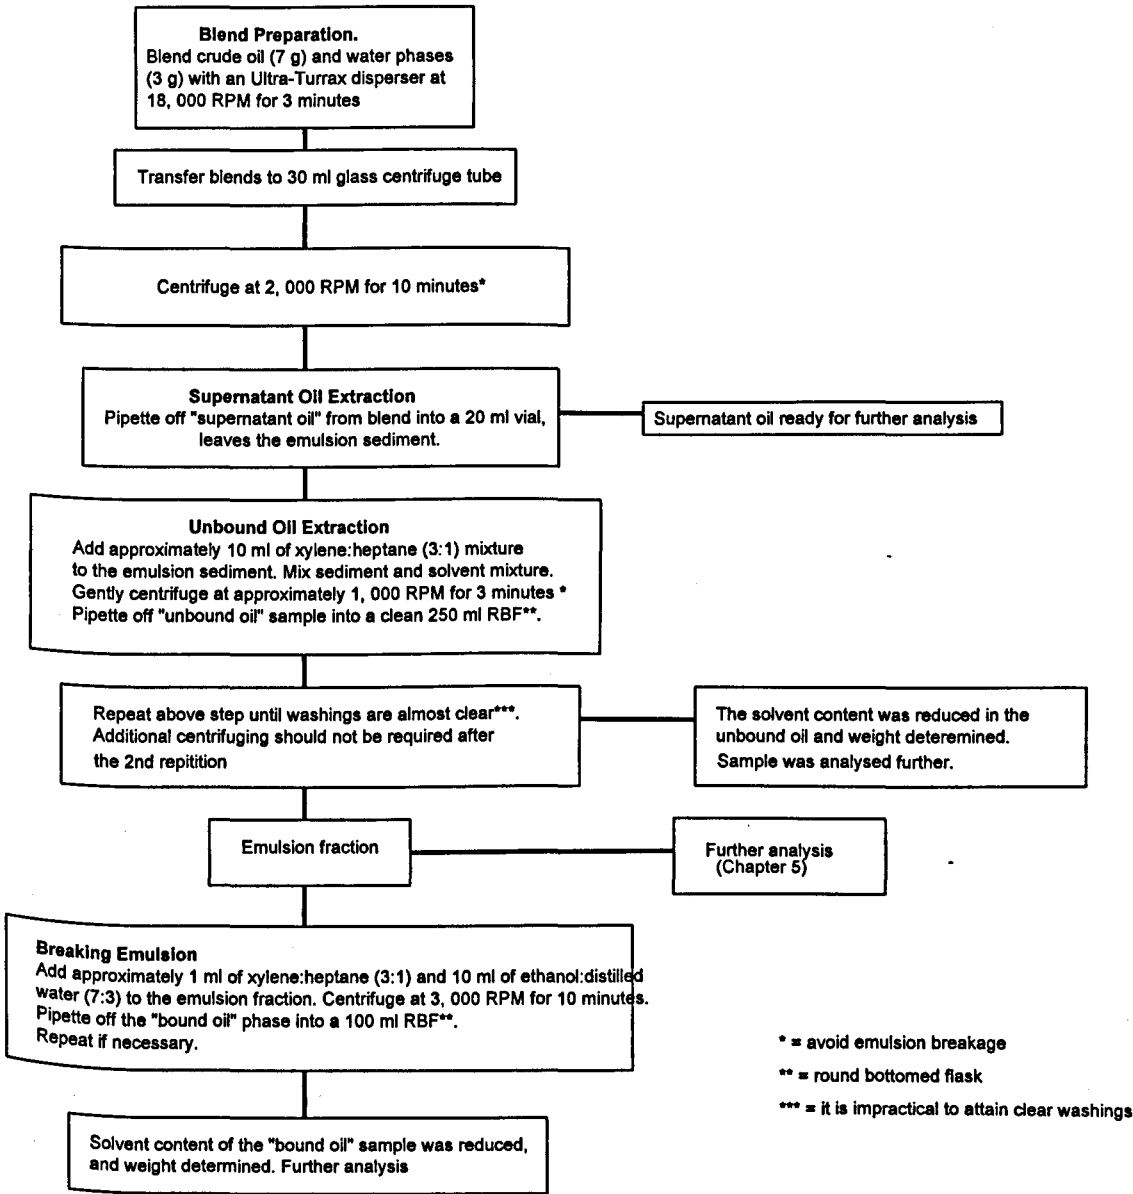 Blend Preparation.
Blend crude oil (7 g) and water phases
(3 g) with an Ultra-Turrax disperser at
18, 000 RPM for 3 minutes
Transfer blends to 30 ml glass centrifuge tube
Centrifuge at 2, 000 RPM for 10 minutes*
Supernatant Oil Extraction
Pipette off "supernatant oil" from blend into a 20 ml vial,
leaves the emulsion sediment.
Supernatant oil ready for further analysis
Unbound Oil Extraction
Add approximately 10 ml of xylene:heptane (3:1) mixture
to the emulsion sediment. Mix sediment and solvent mixture.
Gently centrifuge at approximately 1, 000 RPM for 3 minutes *
Pipette off "unbound oil" sample into a clean 250 ml RBF**.
Repeat above step until washings are almost clear***.
Additional centrifuging should not be required after
the 2nd repitition
The solvent content was reduced in the
unbound oil and weight deteremined.
Sample was analysed further.
Emulsion fraction
Further analysis
(Chapter 5)
Breaking Emulsion
Add approximately 1 ml of xylene:heptane (3:1) and 10 ml of ethanol:distilled
water (7:3) to the emulsion fraction. Centrifuge at 3, 000 RPM for 10 minutes.
Pipette off the "bound oil" phase into a 100 ml RBF**.
Repeat if necessary.
* = avoid emulsion breakage
** = round bottomed flask
*** = it is impractical to attain clear washings
Solvent content of the "bound oil" sample was reduced,
and weight determined. Further analysis